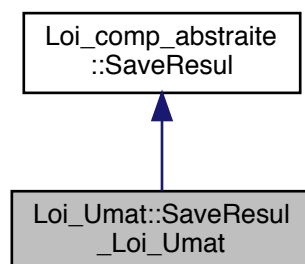 Loi_comp_abstraite
::SaveResul
Loi_Umat::SaveResul
_Loi_Umat